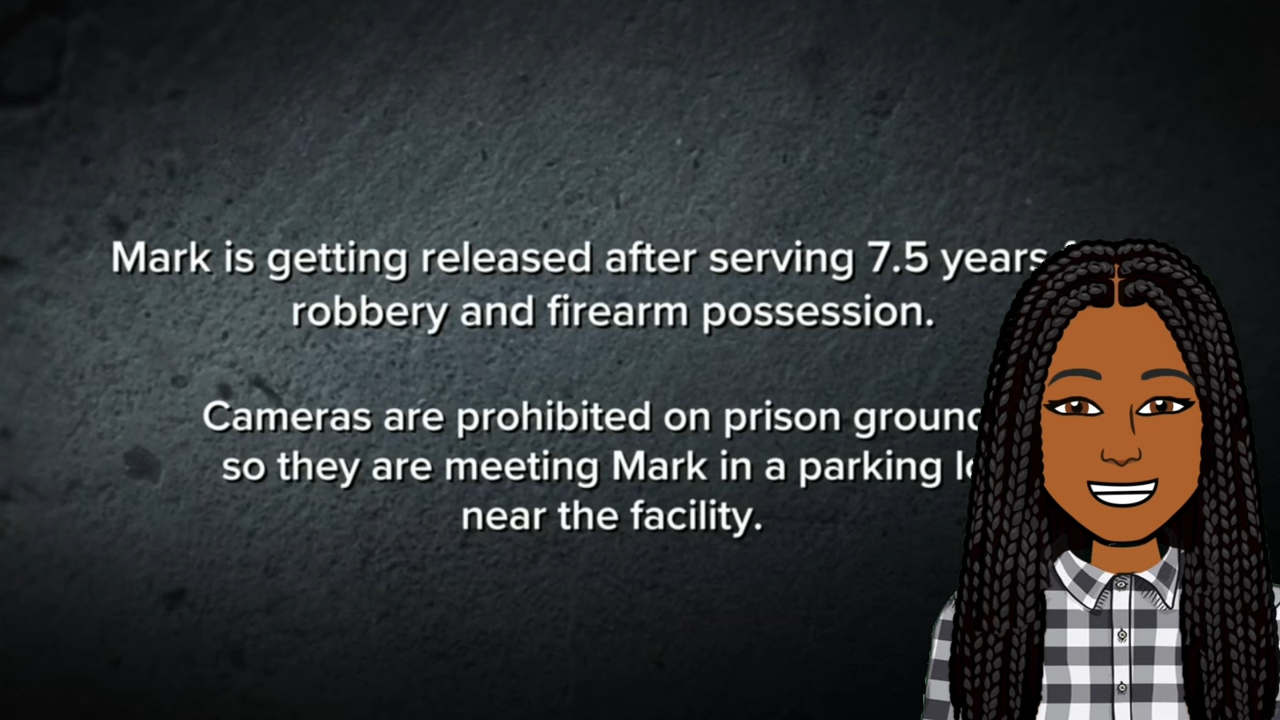 Mark is getting released after serving 7.5 years
robbery and firearm possession.
Cameras are prohibited on prison
so they are meeting Mark in a parking
near the facility.